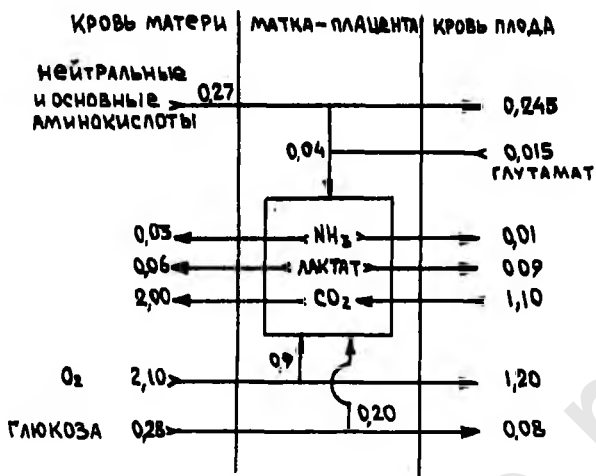 КРОВЬ МАТЕРИ МАТКА-ПЛАЦЕНТА КРОВЬ ПЛОДА
НЕЙТРАЛЬНЫЕ
И ОСНОВНЫЕ
АМИНОКИСЛОТЫ
0,27
0,245
0,04
0,015
ГЛУТАМАТ
0,03 NH₃ 0,01
0,06 ЛАКТАТ 0,09
2,00 CO₂ 1,10
0,9
O₂ 2,10 1,20
0,20
ГЛЮКОЗА 0,28 0,08